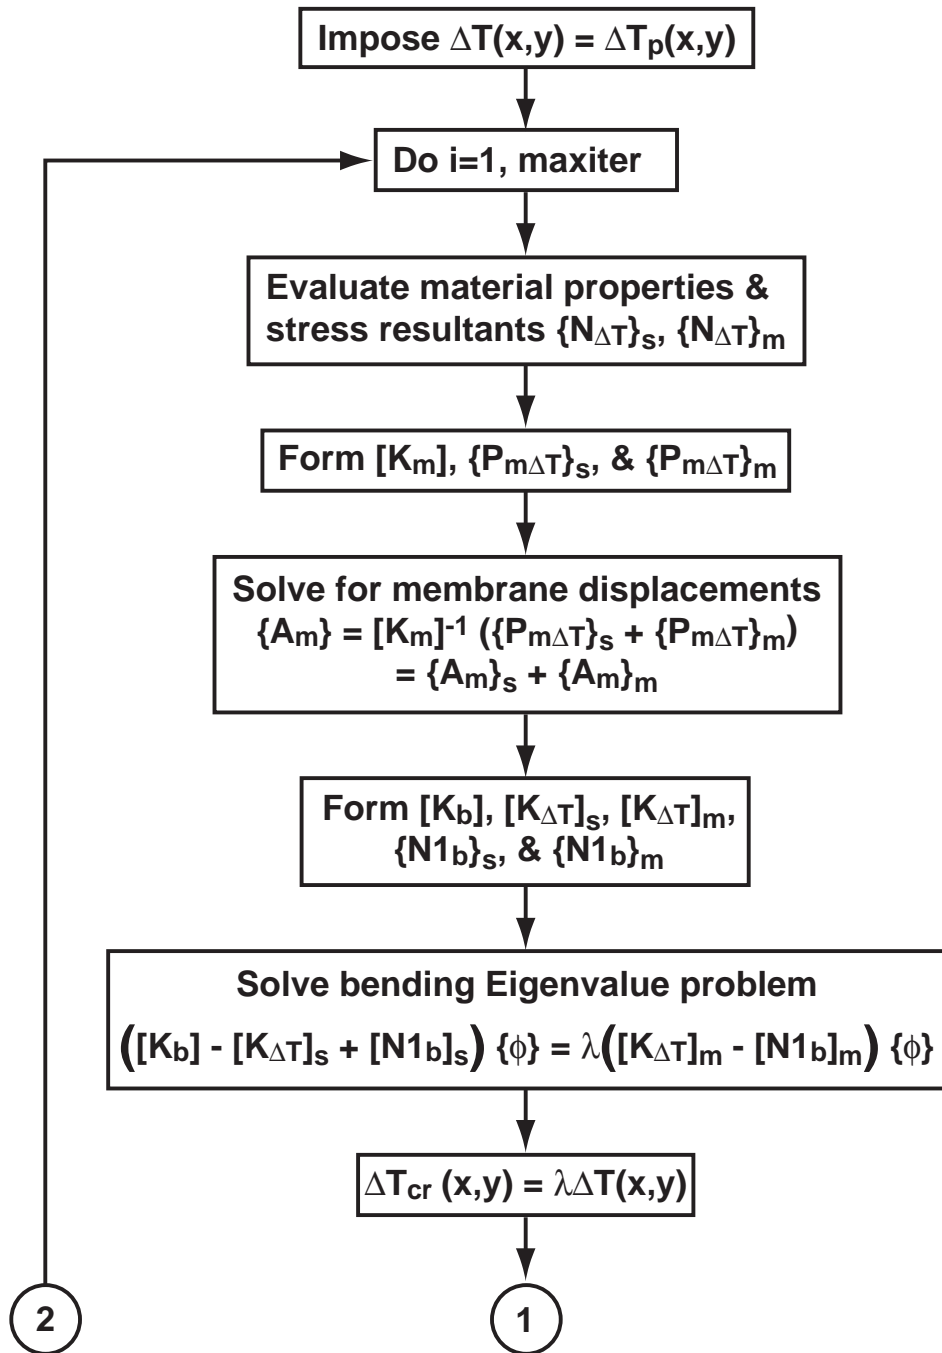 Impose ΔT(x,y) = ΔTp(x,y)
Do i=1, maxiter
Evaluate material properties &
stress resultants {NΔT}s, {NΔT}m
Form [Km], {PmΔT}s, & {PmΔT}m
Solve for membrane displacements
{Am} = [Km]-1 ({PmΔT}s + {PmΔT}m)
= {Am}s + {Am}m
Form [Kb], [KΔT]s, [KΔT]m,
{N1b}s, & {N1b}m
Solve bending Eigenvalue problem
([Kb] - [KΔT]s + [N1b]s) {ϕ} = λ([KΔT]m - [N1b]m) {ϕ}
ΔTcr (x,y) = λΔT(x,y)
2
1